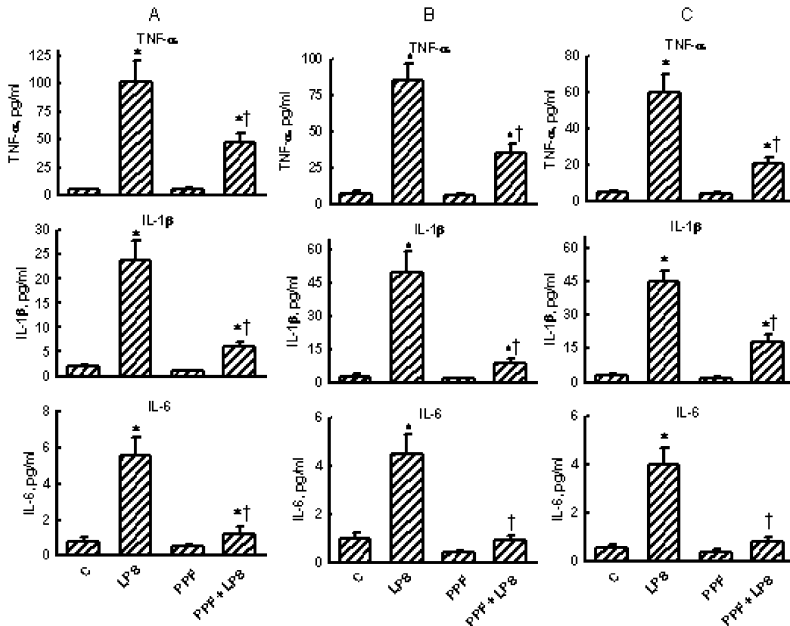 A
B
C
TNF-α
TNF-α
TNF-α
TNF-α, pg/ml
125
100
75
50
25
0
*
*†
TNF-α, pg/ml
100
75
50
25
0
*
*†
TNF-α, pg/ml
80
60
40
20
0
*
*†
IL-1β
IL-1β
IL-1β
IL-1β, pg/ml
30
25
20
15
10
5
0
*
*†
IL-1β, pg/ml
60
45
30
15
0
*
*†
IL-1β, pg/ml
60
45
30
15
0
*
*†
IL-6
IL-6
IL-6
IL-6, pg/ml
8
6
4
2
0
*
*†
IL-6, pg/ml
6
4
2
0
*
†
IL-6, pg/ml
6
4
2
0
*
†
C
LPS
PPF
PPF + LPS
C
LPS
PPF
PPF + LPS
C
LPS
PPF
PPF + LPS